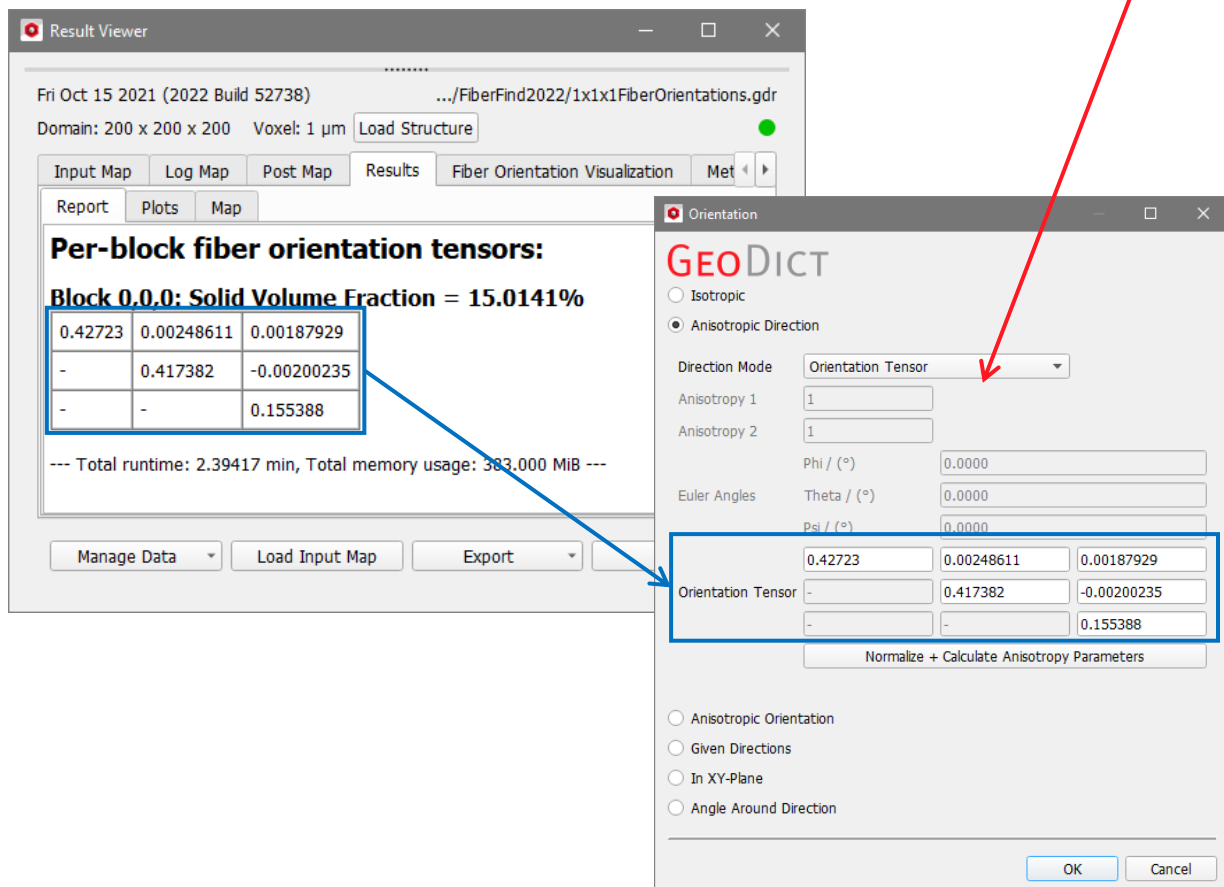 Result Viewer
Fri Oct 15 2021 (2022 Build 52738) .../FiberFind2022/1x1x1FiberOrientations.gdr
Domain: 200 x 200 x 200 Voxel: 1 µm Load Structure
Input Map Log Map Post Map Results Fiber Orientation Visualization Met
Report Plots Map
Per-block fiber orientation tensors:
Block 0,0,0: Solid Volume Fraction = 15.0141%
0.42723 0.00248611 0.00187929
- 0.417382 -0.00200235
- - 0.155388
--- Total runtime: 2.39417 min, Total memory usage: 383.000 MiB ---
Manage Data Load Input Map Export
Orientation
GEODICT
Isotropic
Anisotropic Direction
Direction Mode Orientation Tensor
Anisotropy 1 1
Anisotropy 2 1
Phi / (°) 0.0000
Euler Angles Theta / (°) 0.0000
Psi / (°) 0.0000
0.42723 0.00248611 0.00187929
Orientation Tensor - 0.417382 -0.00200235
- - 0.155388
Normalize + Calculate Anisotropy Parameters
Anisotropic Orientation
Given Directions
In XY-Plane
Angle Around Direction
OK Cancel